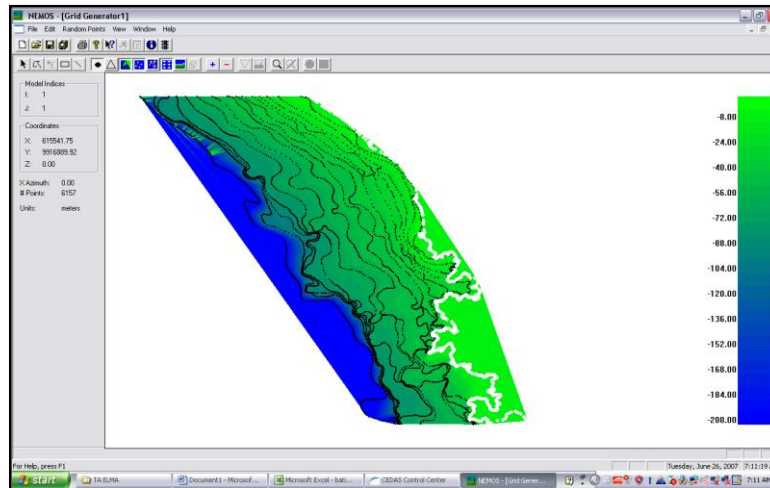 NEMOS - [Grid Generator1]
File Edit Random Points View Window Help
Model Indices
I: 1
J: 1
Coordinates
X: 615541.75
Y: 9916889.92
Z: 0.00
X Azimuth: 0.00
# Points: 6157
Units: meters
-8.00
-24.00
-40.00
-56.00
-72.00
-88.00
-104.00
-120.00
-136.00
-152.00
-168.00
-184.00
-200.00
For Help, press F1
Tuesday, June 26, 2007 7:11:19
start TA ELMA Document1 - Microsof... Microsoft Excel - bati... CEDAS Control Center NEMOS - [Grid Gener... 7:11 AM